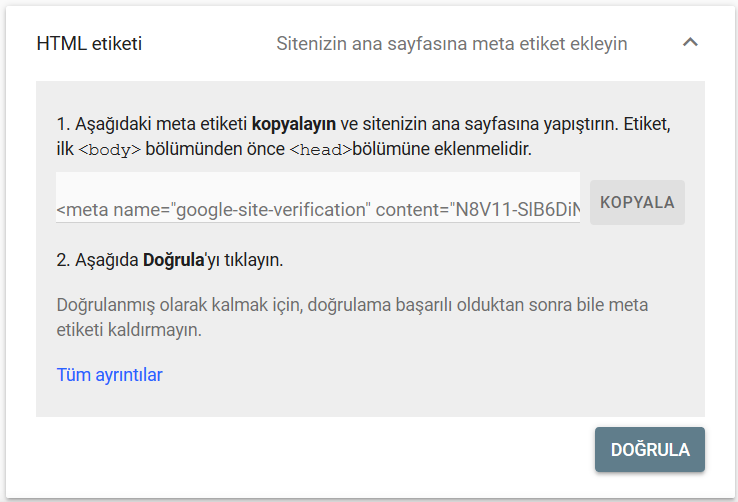 HTML etiketi
Sitenizin ana sayfasına meta etiket ekleyin
1. Aşağıdaki meta etiketi kopyalayın ve sitenizin ana sayfasına yapıştırın. Etiket,
ilk <body> bölümünden önce <head>bölümüne eklenmelidir.
<meta name="google-site-verification" content="N8V11-SlB6DiN
KOPYALA
2. Aşağıda Doğrula'yı tıklayın.
Doğrulanmış olarak kalmak için, doğrulama başarılı olduktan sonra bile meta
etiketi kaldırmayın.
Tüm ayrıntılar
DOĞRULA